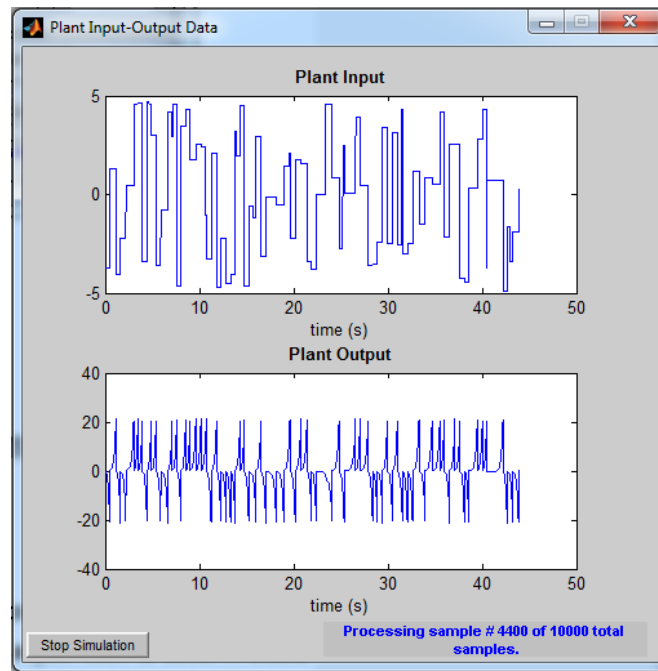 Plant Input-Output Data
Plant Input
5
0
-5
0 10 20 30 40 50
time (s)
Plant Output
40
20
0
-20
-40
0 10 20 30 40 50
time (s)
Stop Simulation
Processing sample # 4400 of 10000 total
samples.